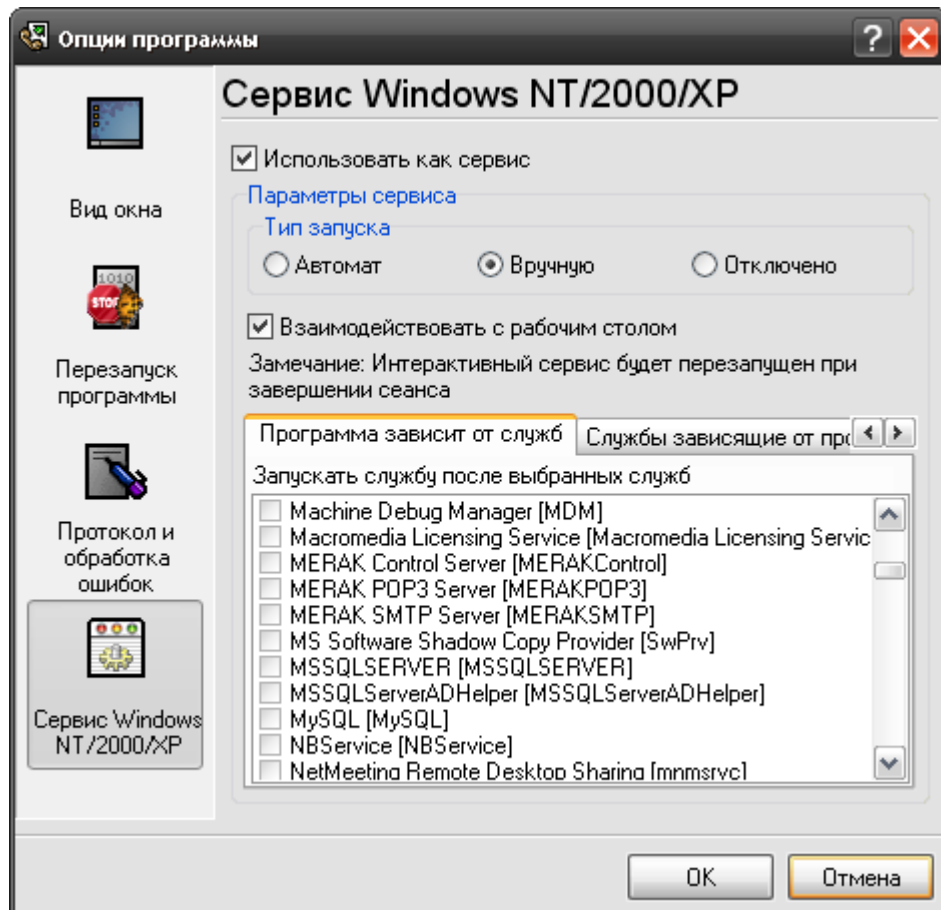 Опции программы
Сервис Windows NT/2000/XP
Вид окна
Перезапуск
программы
Протокол и
обработка
ошибок
Сервис Windows
NT/2000/XP
Использовать как сервис
Параметры сервиса
Тип запуска
Автомат Вручную Отключено
Взаимодействовать с рабочим столом
Замечание: Интерактивный сервис будет перезапущен при
завершении сеанса
Программа зависит от служб Службы зависящие от про
Запускать службу после выбранных служб
Machine Debug Manager [MDM]
Macromedia Licensing Service [Macromedia Licensing Servic
MERAK Control Server [MERAKControl]
MERAK POP3 Server [MERAKPOP3]
MERAK SMTP Server [MERAKSMTP]
MS Software Shadow Copy Provider [SwPrv]
MSSQLSERVER [MSSQLSERVER]
MSSQLServerADHelper [MSSQLServerADHelper]
MySQL [MySQL]
NBService [NBService]
NetMeeting Remote Desktop Sharing [mnmsrvc]
OK Отмена